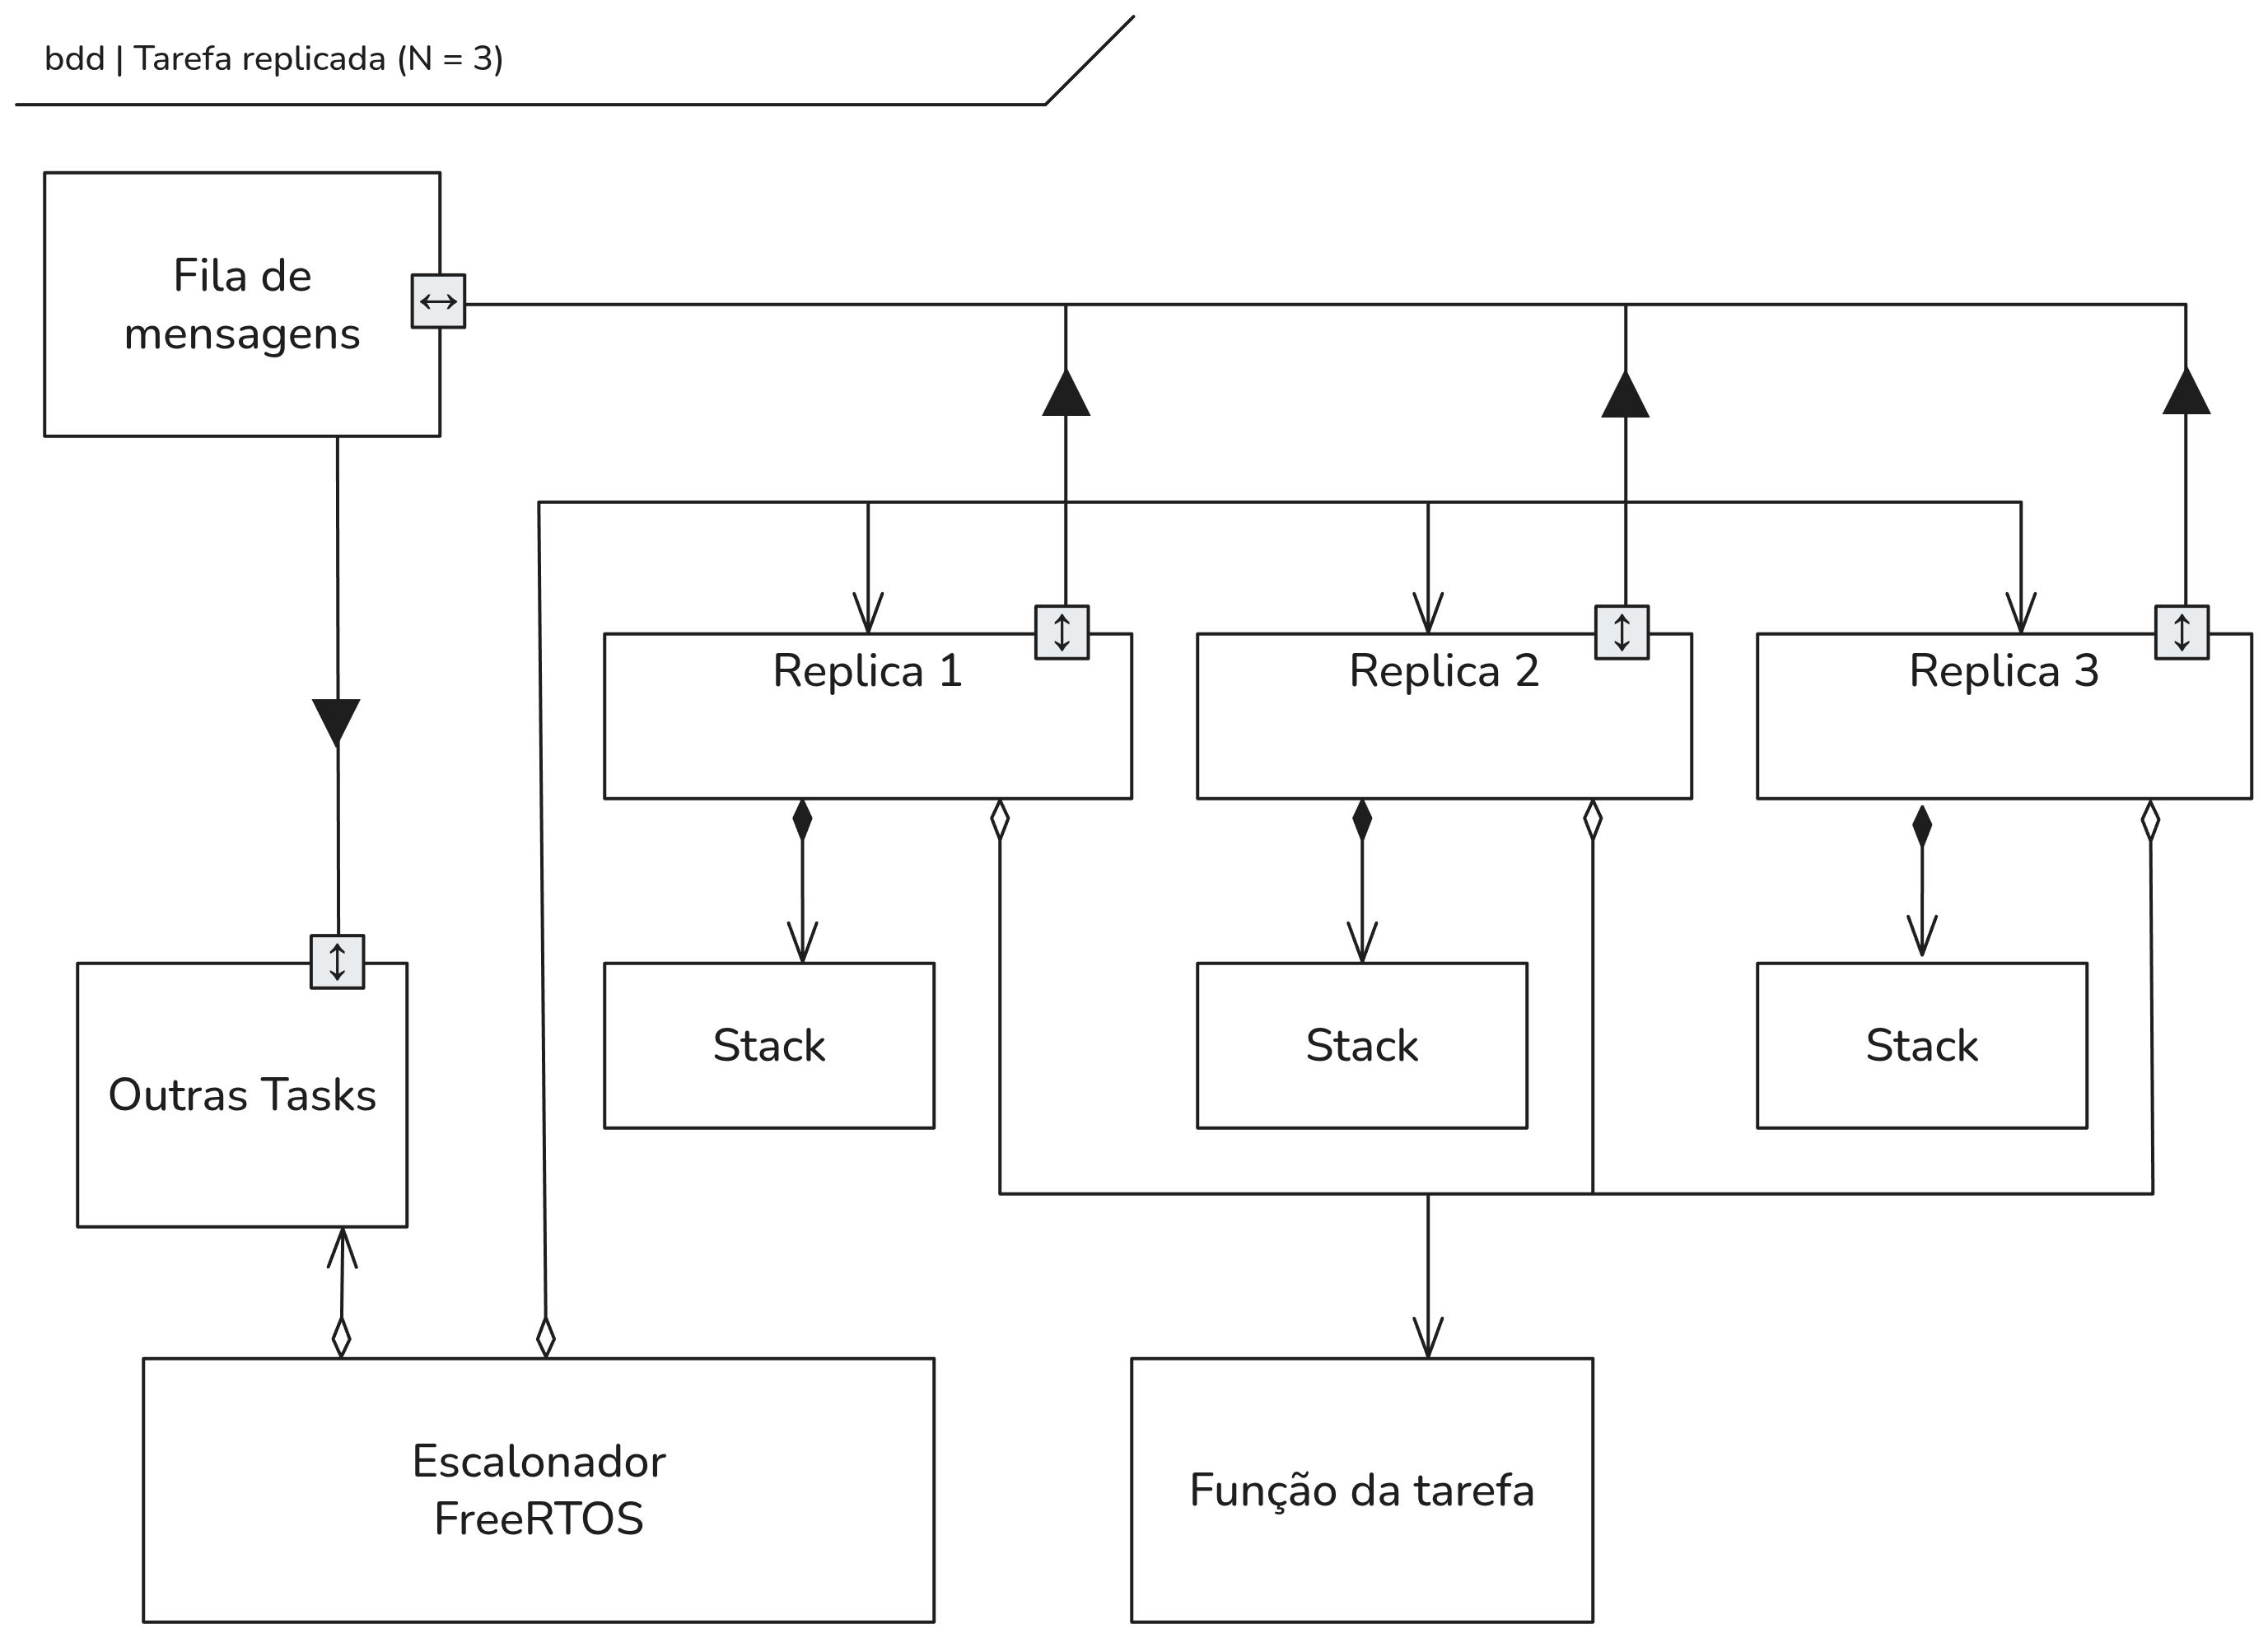 bdd | Tarefa replicada (N = 3)
Fila de
mensagens
Replica 1
Replica 2
Replica 3
Stack
Stack
Stack
Outras Tasks
Escalonador
FreeRTOS
Função da tarefa